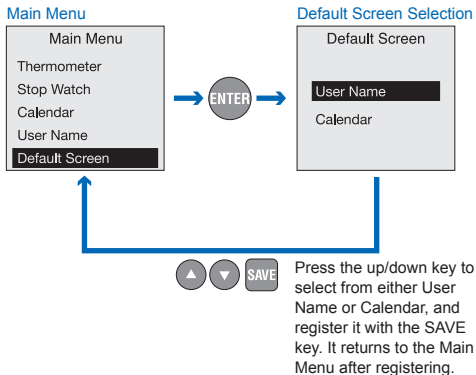 Main Menu
Main Menu
Thermometer
Stop Watch
Calendar
User Name
Default Screen
ENTER
Default Screen Selection
Default Screen
User Name
Calendar
SAVE
Press the up/down key to
select from either User
Name or Calendar, and
register it with the SAVE
key. It returns to the Main
Menu after registering.